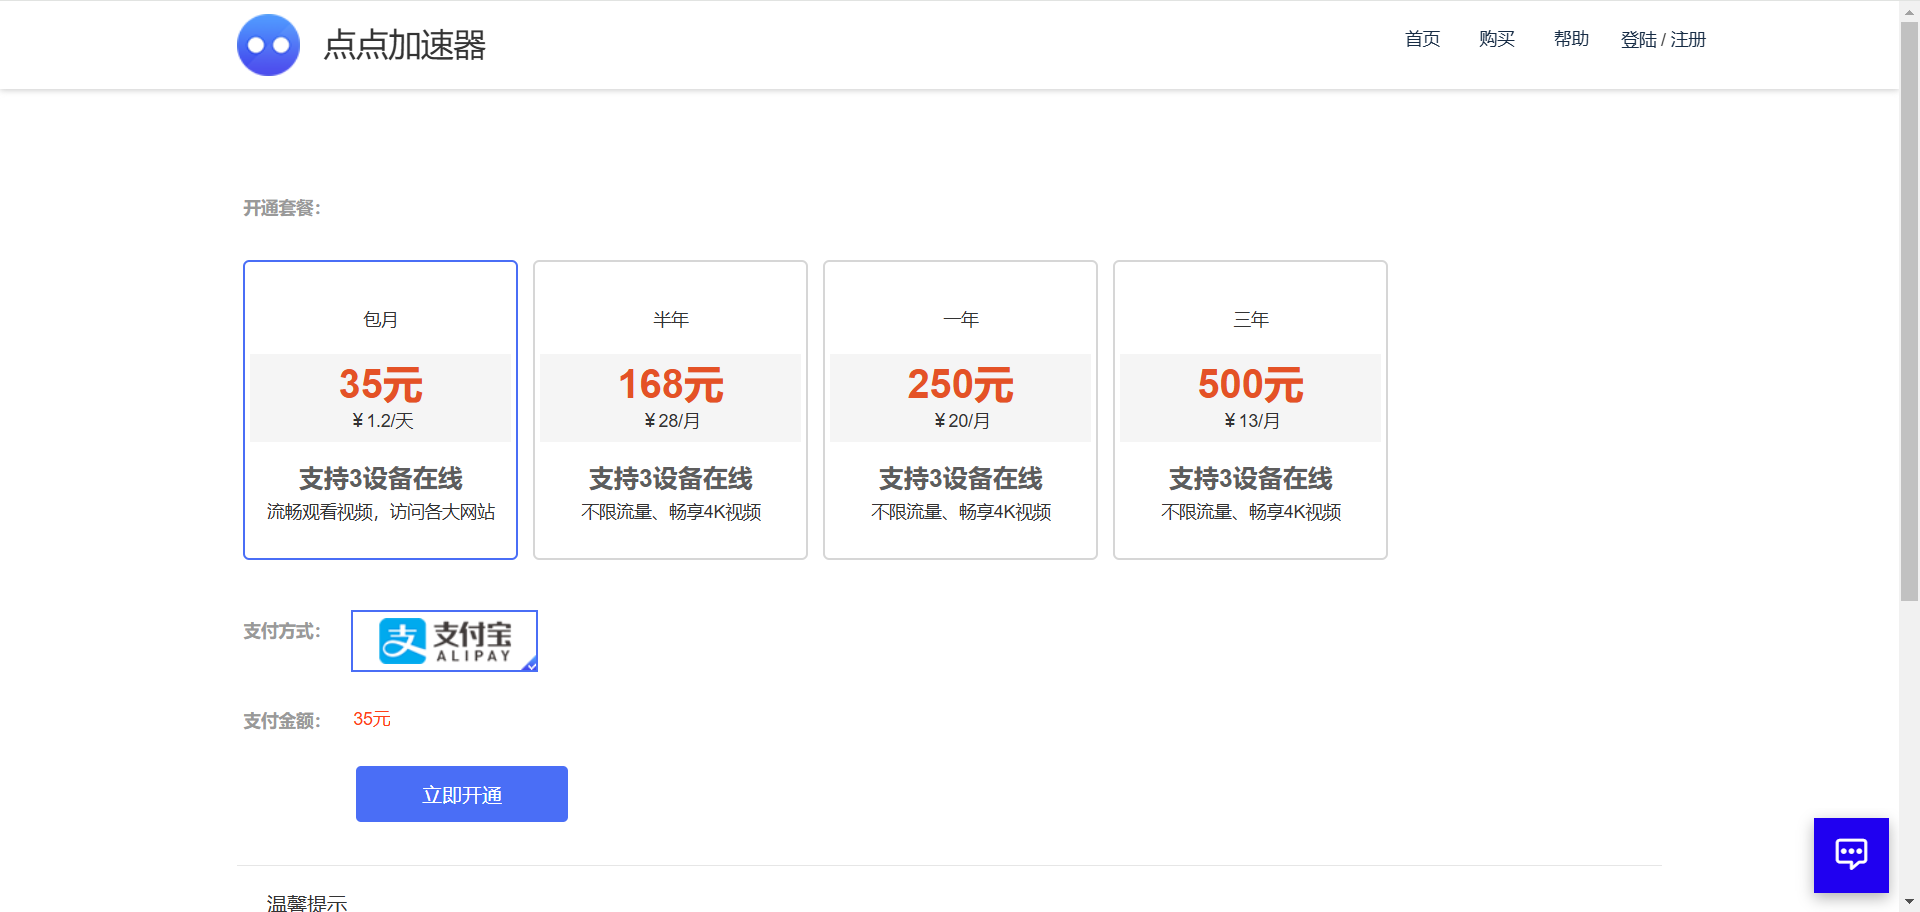 点点加速器
首页 购买 帮助 登陆 / 注册
开通套餐：
包月
35元
¥ 1.2/天
支持3设备在线
流畅观看视频，访问各大网站
半年
168元
¥ 28/月
支持3设备在线
不限流量、畅享4K视频
一年
250元
¥ 20/月
支持3设备在线
不限流量、畅享4K视频
三年
500元
¥ 13/月
支持3设备在线
不限流量、畅享4K视频
支付方式：
支 支付宝
ALIPAY
支付金额：
35元
立即开通
温馨提示